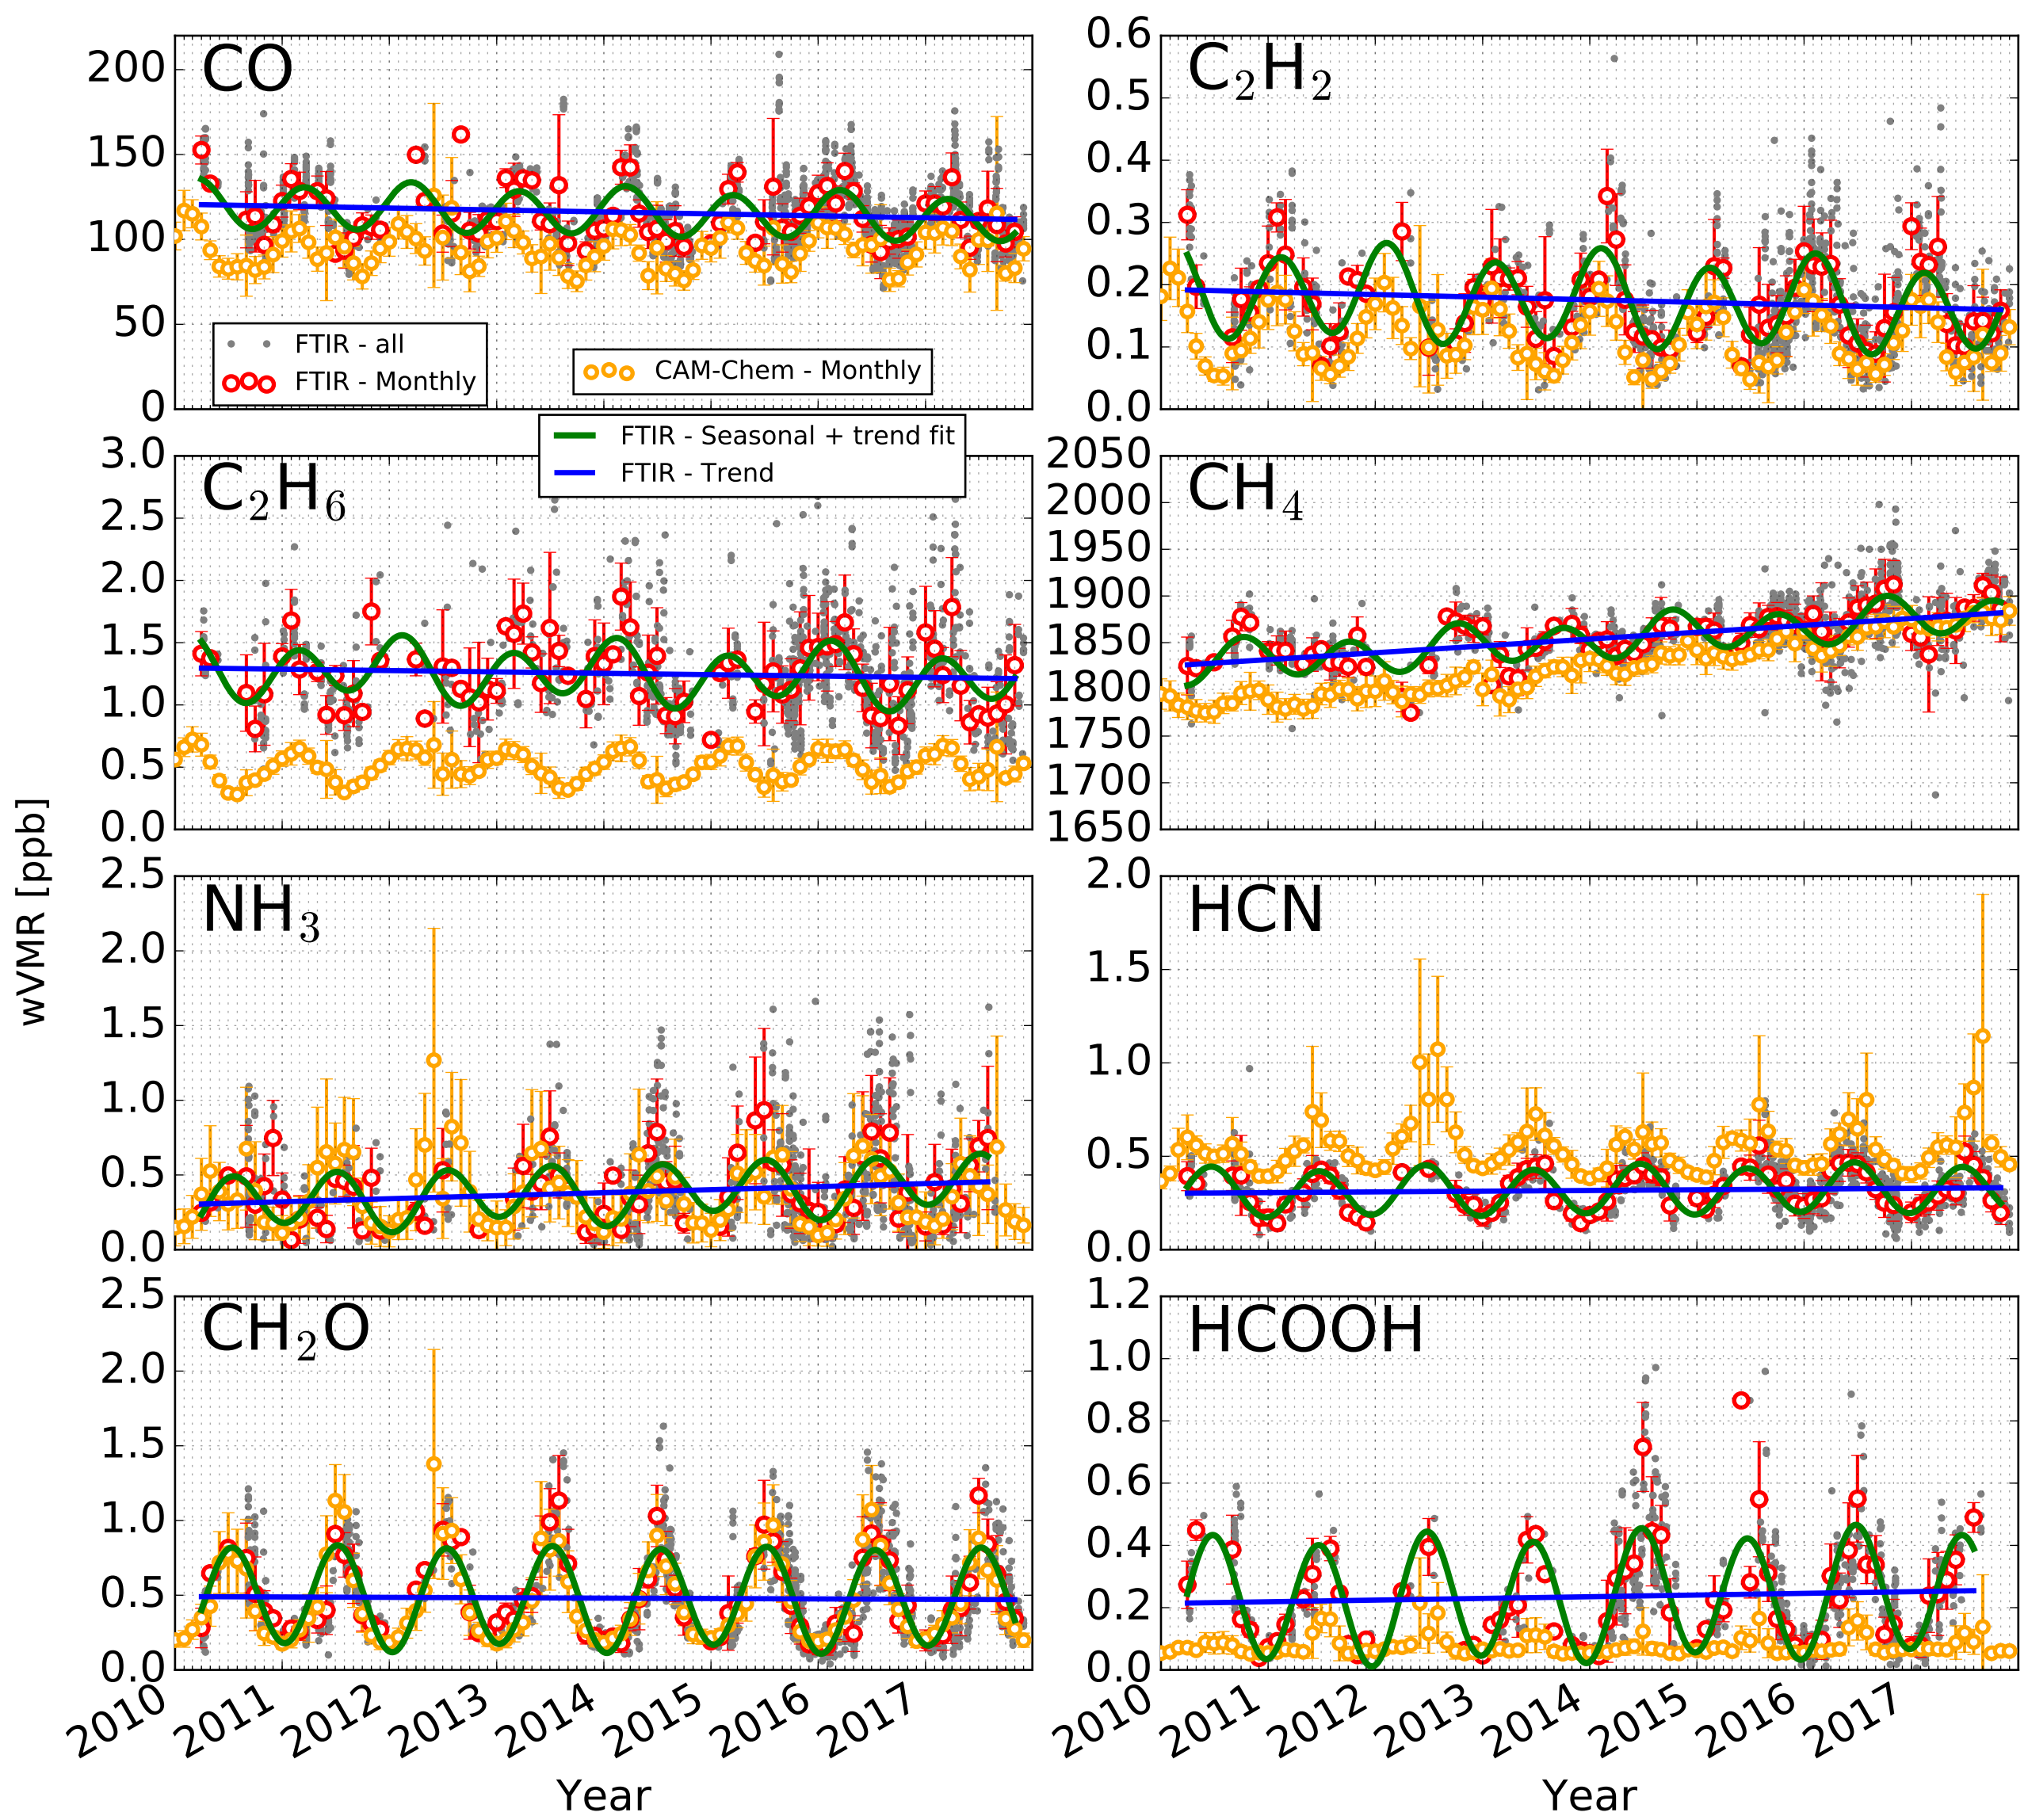 CO
200
150
100
50
0
FTIR - all
FTIR - Monthly
CAM-Chem - Monthly
C₂H₂
0.6
0.5
0.4
0.3
0.2
0.1
0.0
FTIR - Seasonal + trend fit
FTIR - Trend
C₂H₆
3.0
2.5
2.0
1.5
1.0
0.5
0.0
CH₄
2050
2000
1950
1900
1850
1800
1750
1700
1650
wVMR [ppb]
NH₃
2.5
2.0
1.5
1.0
0.5
0.0
HCN
2.0
1.5
1.0
0.5
0.0
CH₂O
2.5
2.0
1.5
1.0
0.5
0.0
HCOOH
1.2
1.0
0.8
0.6
0.4
0.2
0.0
2010 2011 2012 2013 2014 2015 2016 2017
2010 2011 2012 2013 2014 2015 2016 2017
Year
Year